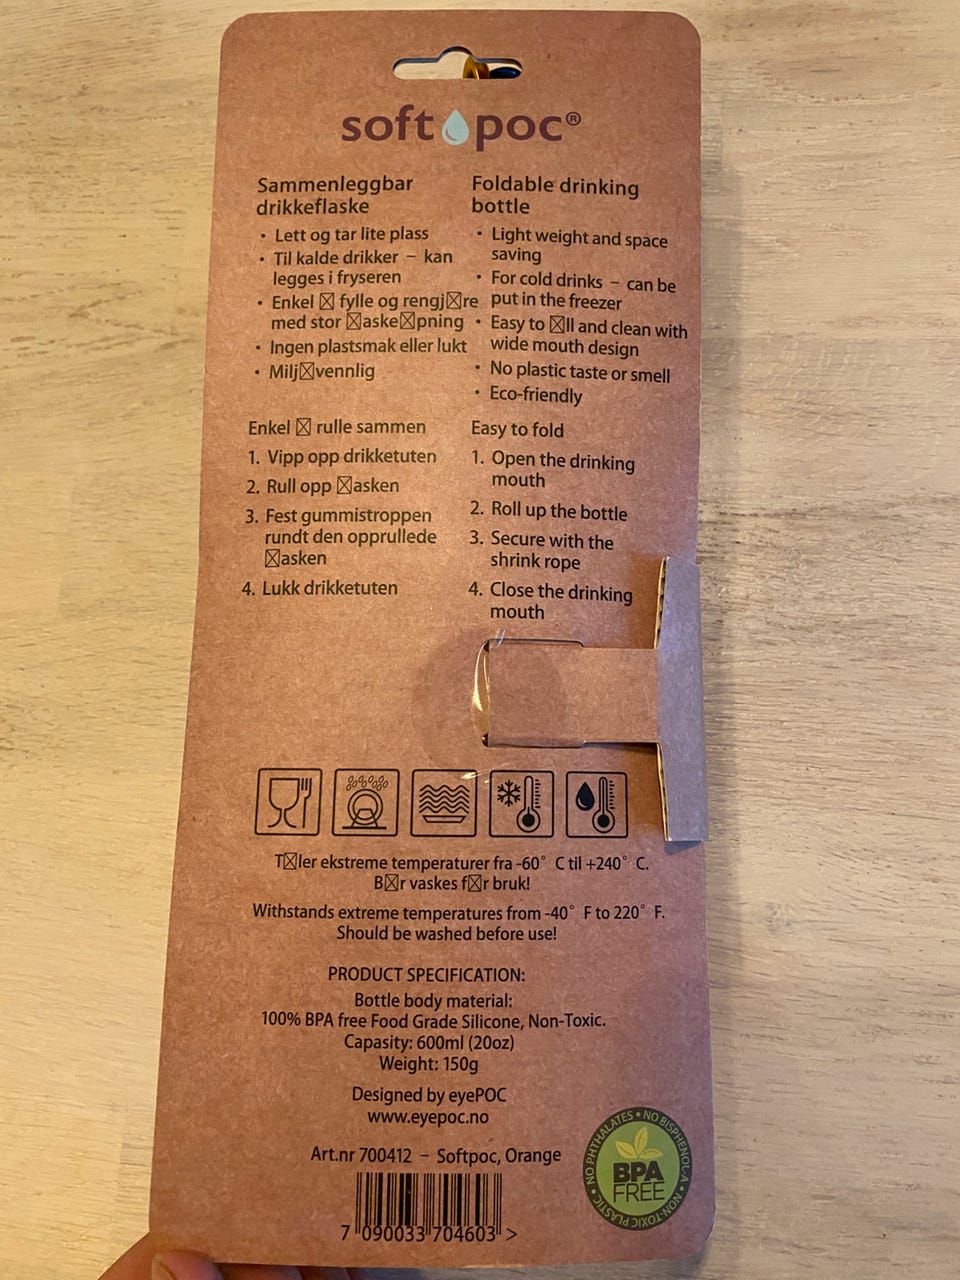 soft poc®
Sammenleggbar
drikkeflaske
• Lett og tar lite plass
• Til kalde drikker – kan
legges i fryseren
• Enkel ☒ fylle og rengj☒re
med stor ☒aske☒pning
• Ingen plastsmak eller lukt
• Milj☒vennlig
Enkel ☒ rulle sammen
1. Vipp opp drikketuten
2. Rull opp ☒asken
3. Fest gummistroppen
rundt den opprullede
☒asken
4. Lukk drikketuten
Foldable drinking
bottle
• Light weight and space
saving
• For cold drinks – can be
put in the freezer
• Easy to ☒ll and clean with
wide mouth design
• No plastic taste or smell
• Eco-friendly
Easy to fold
1. Open the drinking
mouth
2. Roll up the bottle
3. Secure with the
shrink rope
4. Close the drinking
mouth
T☒ler ekstreme temperaturer fra -60° C til +240° C.
B☒r vaskes f☒r bruk!
Withstands extreme temperatures from -40° F to 220° F.
Should be washed before use!
PRODUCT SPECIFICATION:
Bottle body material:
100% BPA free Food Grade Silicone, Non-Toxic.
Capasity: 600ml (20oz)
Weight: 150g
Designed by eyePOC
www.eyepoc.no
Art.nr 700412 – Softpoc, Orange
7 090033 704603 >
NO PHTHALATES • NO BISPHENOL-A • NON-TOXIC PLASTIC •
BPA
FREE